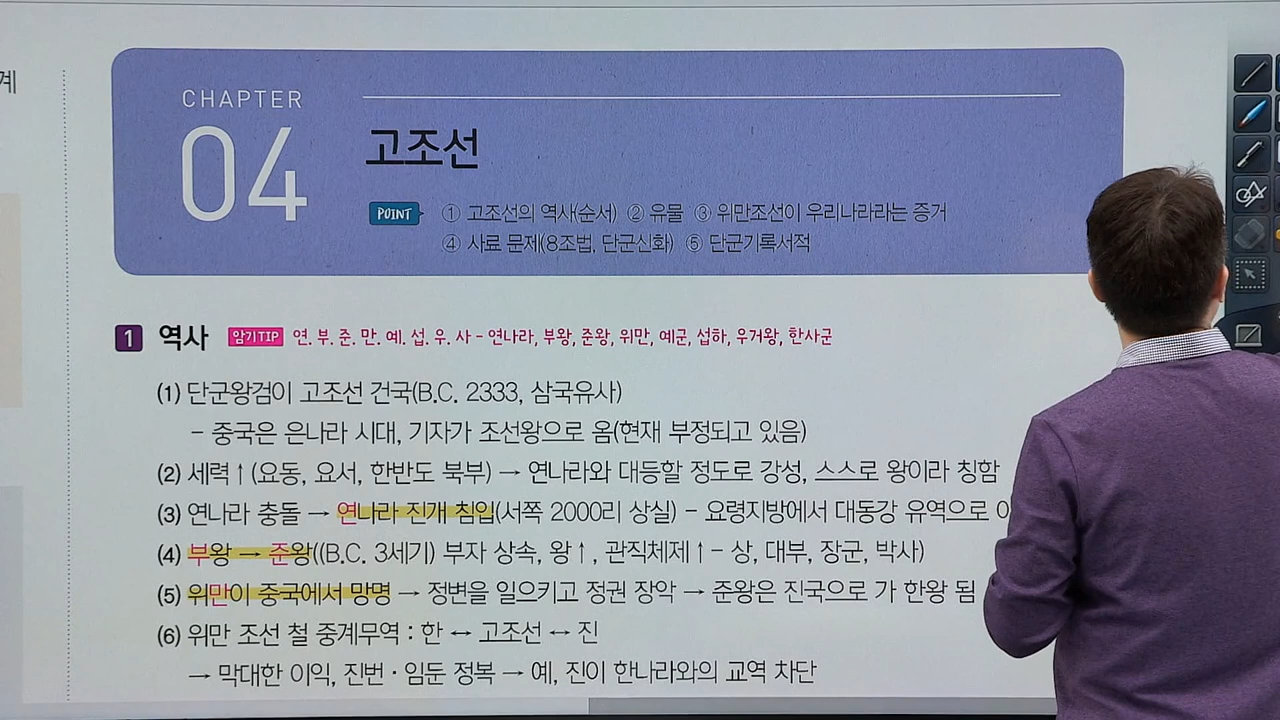 계
CHAPTER
04
고조선
POINT ① 고조선의 역사(순서) ② 유물 ③ 위만조선이 우리나라라는 증거
④ 사료 문제(8조법, 단군신화) ⑤ 단군기록서적
1 역사 암기TIP 연. 부. 준. 만. 예. 섭. 우. 사 - 연나라, 부왕, 준왕, 위만, 예군, 섭하, 우거왕, 한사군
(1) 단군왕검이 고조선 건국(B.C. 2333, 삼국유사)
- 중국은 은나라 시대, 기자가 조선왕으로 옴(현재 부정되고 있음)
(2) 세력↑(요동, 요서, 한반도 북부) → 연나라와 대등할 정도로 강성, 스스로 왕이라 칭함
(3) 연나라 충돌 → 연나라 진개 침입(서쪽 2000리 상실) - 요령지방에서 대동강 유역으로
(4) 부왕 → 준왕((B.C. 3세기) 부자 상속, 왕↑, 관직체제↑- 상, 대부, 장군, 박사)
(5) 위만이 중국에서 망명 → 정변을 일으키고 정권 장악 → 준왕은 진국으로 가 한왕 됨
(6) 위만 조선 철 중계무역 : 한 ↔ 고조선 ↔ 진
→ 막대한 이익, 진번·임둔 정복 → 예, 진이 한나라와의 교역 차단